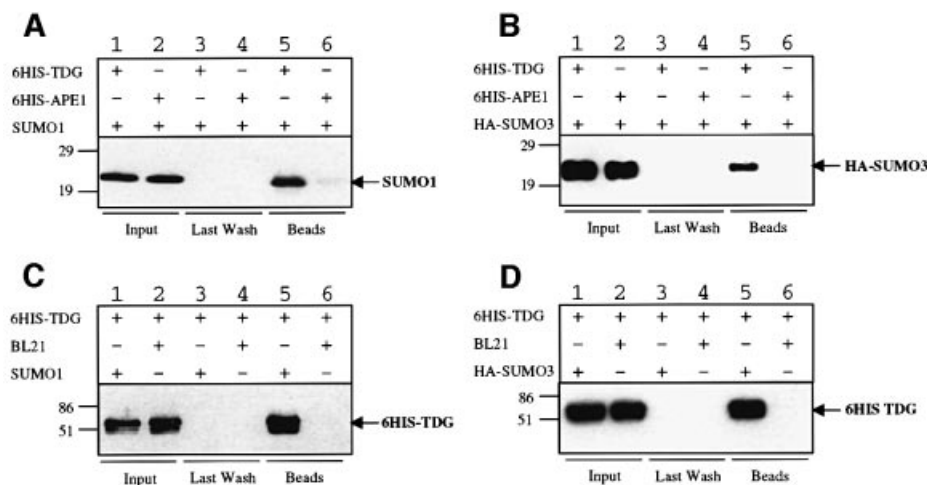 A
1 2 3 4 5 6
6HIS-TDG + – + – + –
6HIS-APE1 – + – + – +
SUMO1 + + + + + +
29
19
SUMO1
Input Last Wash Beads
B
1 2 3 4 5 6
6HIS-TDG + – + – + –
6HIS-APE1 – + – + – +
HA-SUMO3 + + + + + +
29
19
HA-SUMO3
Input Last Wash Beads
C
1 2 3 4 5 6
6HIS-TDG + + + + + +
BL21 – + – + – +
SUMO1 + – + – + –
86
51
6HIS-TDG
Input Last Wash Beads
D
1 2 3 4 5 6
6HIS-TDG + + + + + +
BL21 – + – + – +
HA-SUMO3 + – + – + –
86
51
6HIS TDG
Input Last Wash Beads